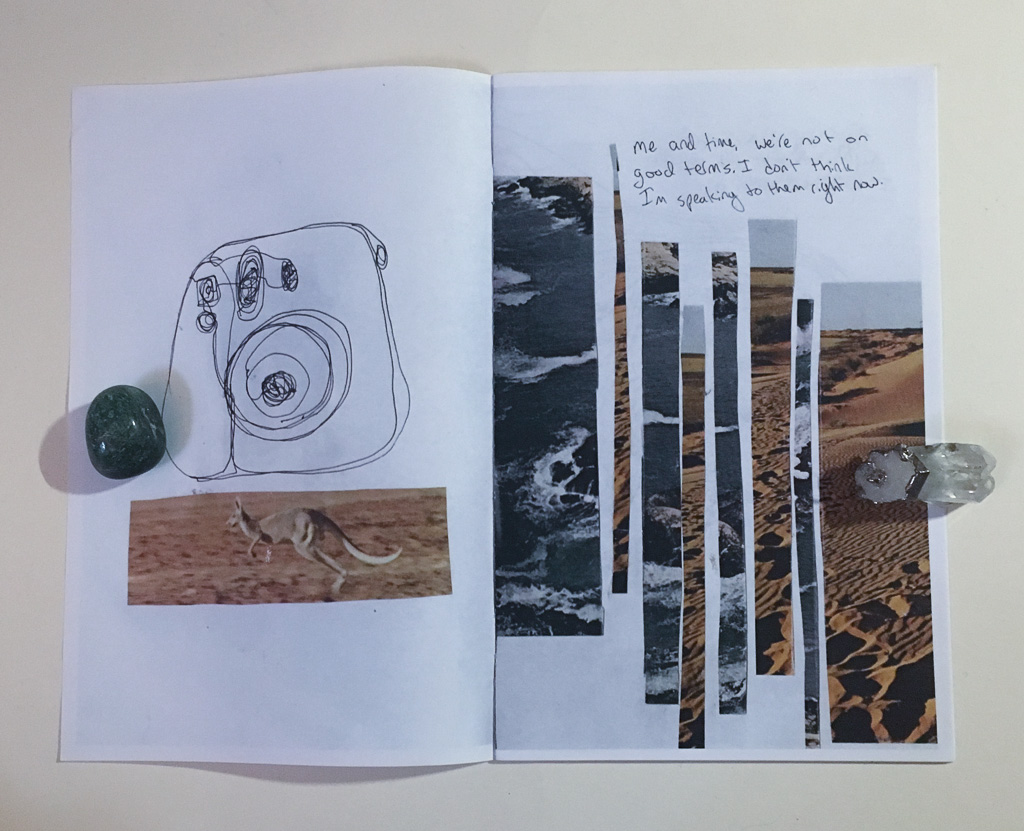 me and time, we're not on
good terms. I don't think
I'm speaking to them right now.